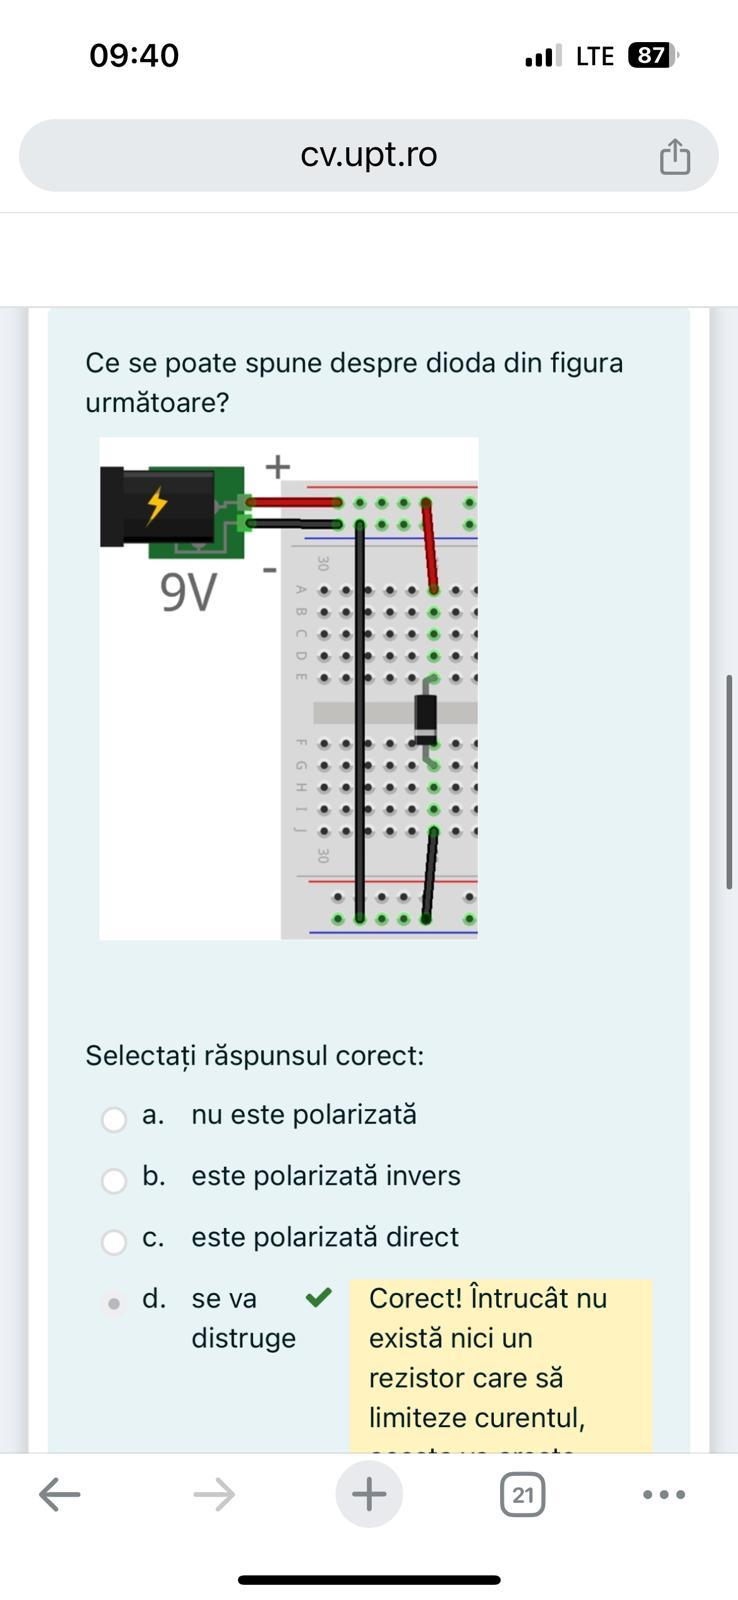 09:40
LTE
87
cv.upt.ro
Ce se poate spune despre dioda din figura
următoare?
+
-
9V
30
A
B
C
D
E
F
G
H
I
J
30
Selectați răspunsul corect:
a. nu este polarizată
b. este polarizată invers
c. este polarizată direct
d. se va
distruge
Corect! Întrucât nu
există nici un
rezistor care să
limiteze curentul,
21